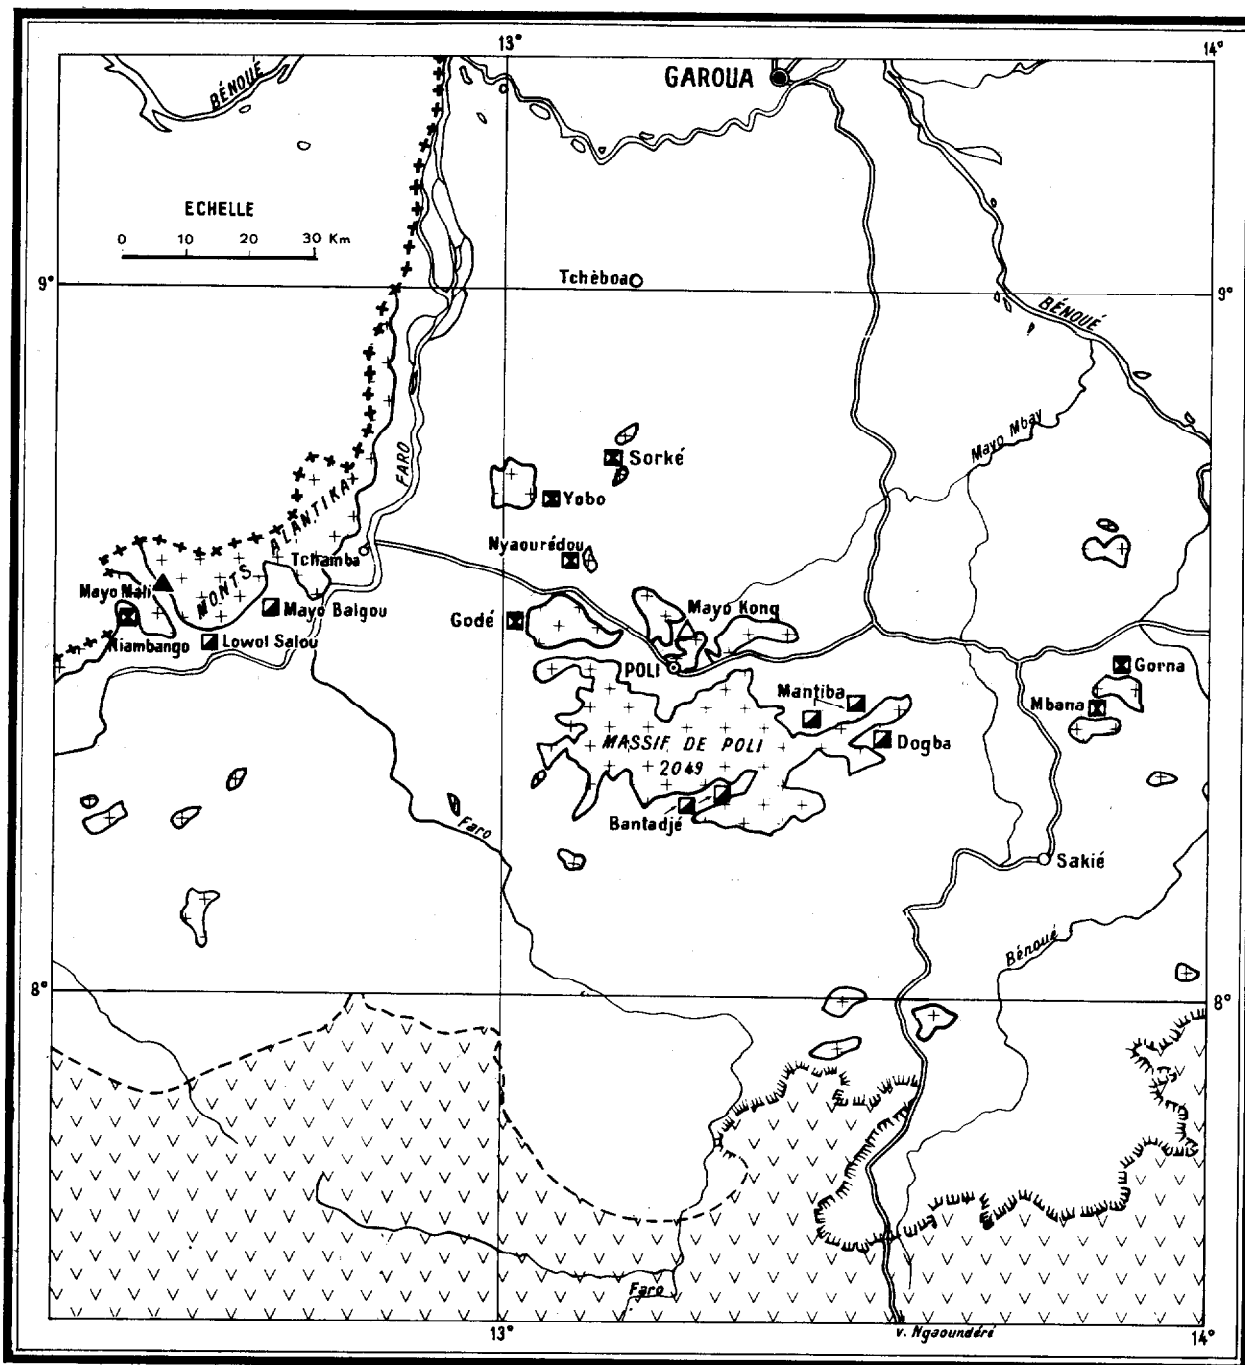 13°
14°
BÉNOUÉ
GAROUA
ECHELLE
0 10 20 30 Km
9°
Tchéboa
9°
BÉNOUÉ
Mayo Mbay
FARO
Sorké
Yobo
MONTS ALANTIKA
Tchamba
Nyaourédou
Mayo Mali
Mayo Balgou
Godé
Mayo Kong
Niambango
Lowol Salou
POLI
Gorna
Mantiba
Mbana
MASSIF DE POLI
2049
Dogba
Bantadjé
Faro
Sakié
Bénoué
8°
8°
Faro
13°
v. Ngaoundéré
14°